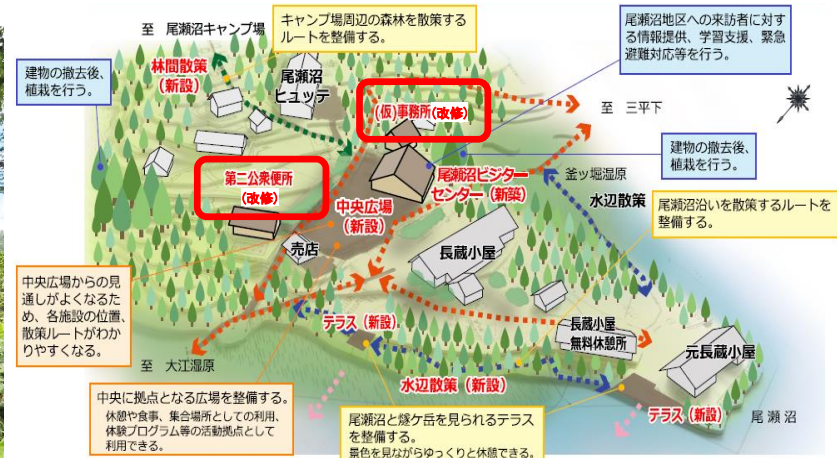 至 尾瀬沼キャンプ場
キャンプ場周辺の森林を散策する
ルートを整備する。
尾瀬沼地区への来訪者に対す
る情報提供、学習支援、緊急
避難対応等を行う。
建物の撤去後、
植栽を行う。
林間散策
(新設)
尾瀬沼
ヒュッテ
(仮)事務所(改修)
至 三平下
建物の撤去後、
植栽を行う。
第二公衆便所
(改修)
尾瀬沼ビジター
センター(新築)
釜ッ堀湿原
水辺散策
中央広場
(新設)
尾瀬沼沿いを散策するルートを
整備する。
売店
長蔵小屋
中央広場からの見
通しがよくなるた
め、各施設の位置、
散策ルートがわか
りやすくなる。
テラス(新設)
長蔵小屋
無料休憩所
元長蔵小屋
至 大江湿原
水辺散策(新設)
中央に拠点となる広場を整備する。
休憩や食事、集合場所としての利用、
体験プログラム等の活動拠点として
利用できる。
尾瀬沼と燧ケ岳を見られるテラス
を整備する。
景色を見ながらゆっくりと休憩できる。
テラス(新設)
尾瀬沼